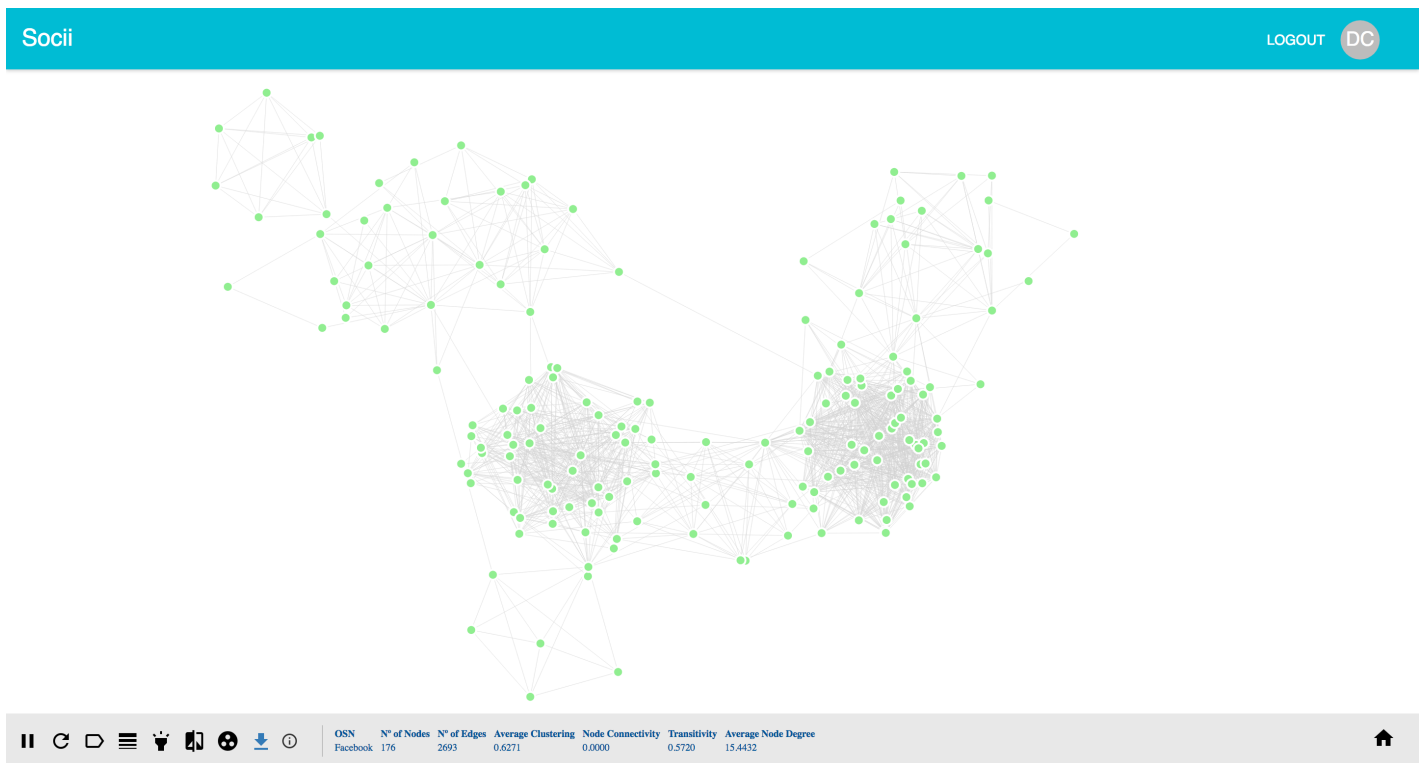 Socii
LOGOUT DC
OSN Nº of Nodes Nº of Edges Average Clustering Node Connectivity Transitivity Average Node Degree
Facebook 176 2693 0.6271 0.0000 0.5720 15.4432